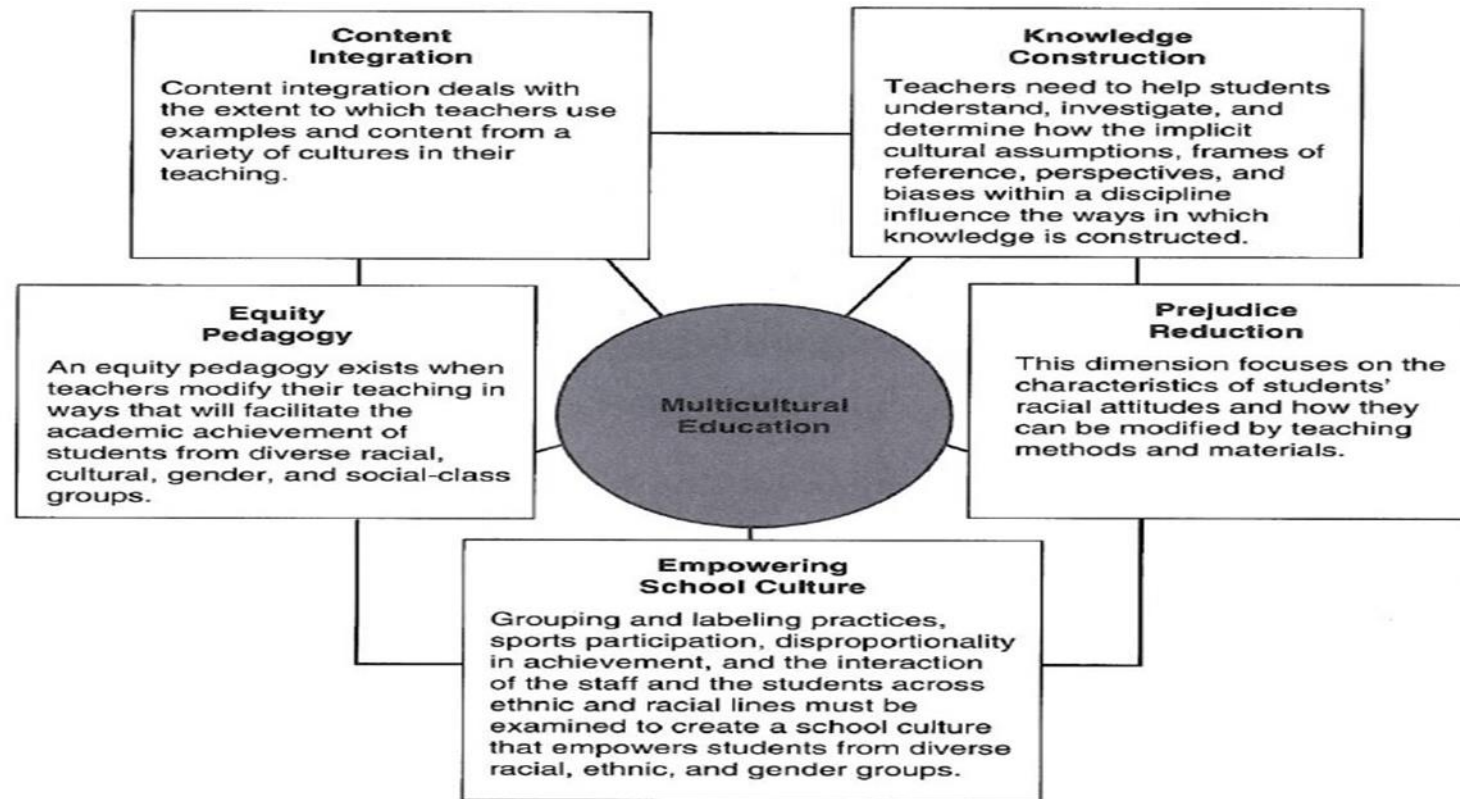 Content
Integration
Content integration deals with
the extent to which teachers use
examples and content from a
variety of cultures in their
teaching.
Knowledge
Construction
Teachers need to help students
understand, investigate, and
determine how the implicit
cultural assumptions, frames of
reference, perspectives, and
biases within a discipline
influence the ways in which
knowledge is constructed.
Equity
Pedagogy
An equity pedagogy exists when
teachers modify their teaching in
ways that will facilitate the
academic achievement of
students from diverse racial,
cultural, gender, and social-class
groups.
Multicultural
Education
Prejudice
Reduction
This dimension focuses on the
characteristics of students'
racial attitudes and how they
can be modified by teaching
methods and materials.
Empowering
School Culture
Grouping and labeling practices,
sports participation, disproportionality
in achievement, and the interaction
of the staff and the students across
ethnic and racial lines must be
examined to create a school culture
that empowers students from diverse
racial, ethnic, and gender groups.